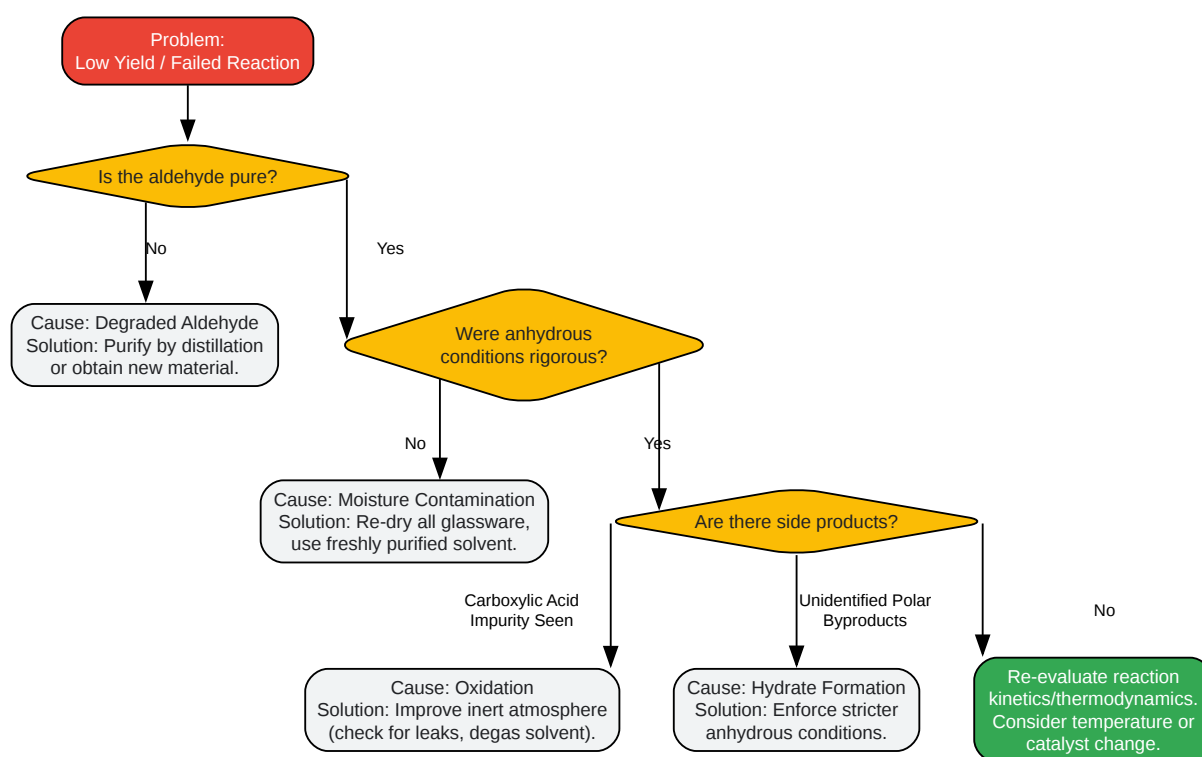 Problem:
Low Yield / Failed Reaction
Is the aldehyde pure?
No
Yes
Cause: Degraded Aldehyde
Solution: Purify by distillation
or obtain new material.
Were anhydrous
conditions rigorous?
No
Yes
Cause: Moisture Contamination
Solution: Re-dry all glassware,
use freshly purified solvent.
Are there side products?
Carboxylic Acid
Impurity Seen
Unidentified Polar
Byproducts
No
Cause: Oxidation
Solution: Improve inert atmosphere
(check for leaks, degas solvent).
Cause: Hydrate Formation
Solution: Enforce stricter
anhydrous conditions.
Re-evaluate reaction
kinetics/thermodynamics.
Consider temperature or
catalyst change.